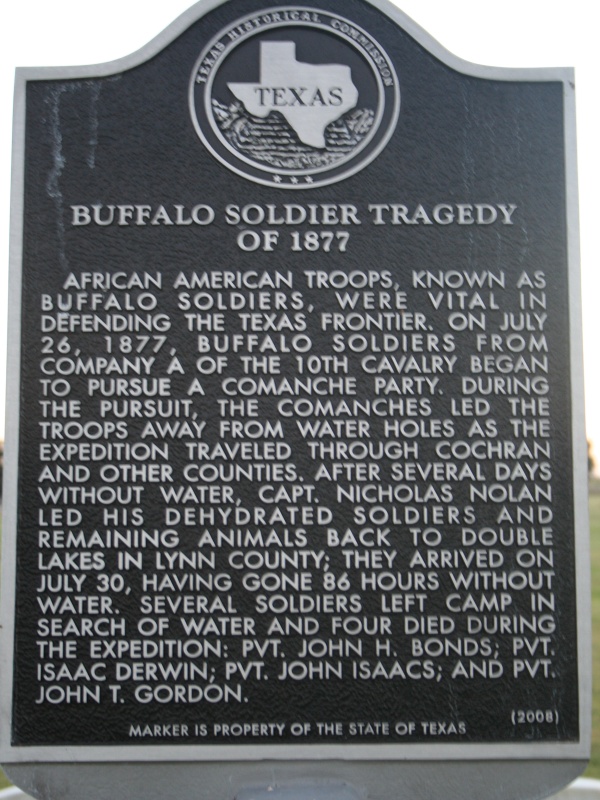 TEXAS HISTORICAL COMMISSION
TEXAS
BUFFALO SOLDIER TRAGEDY
OF 1877
AFRICAN AMERICAN TROOPS, KNOWN AS
BUFFALO SOLDIERS, WERE VITAL IN
DEFENDING THE TEXAS FRONTIER. ON JULY
26, 1877, BUFFALO SOLDIERS FROM
COMPANY A OF THE 10TH CAVALRY BEGAN
TO PURSUE A COMANCHE PARTY. DURING
THE PURSUIT, THE COMANCHES LED THE
TROOPS AWAY FROM WATER HOLES AS THE
EXPEDITION TRAVELED THROUGH COCHRAN
AND OTHER COUNTIES. AFTER SEVERAL DAYS
WITHOUT WATER, CAPT. NICHOLAS NOLAN
LED HIS DEHYDRATED SOLDIERS AND
REMAINING ANIMALS BACK TO DOUBLE
LAKES IN LYNN COUNTY; THEY ARRIVED ON
JULY 30, HAVING GONE 86 HOURS WITHOUT
WATER. SEVERAL SOLDIERS LEFT CAMP IN
SEARCH OF WATER AND FOUR DIED DURING
THE EXPEDITION: PVT. JOHN H. BONDS; PVT.
ISAAC DERWIN; PVT. JOHN ISAACS; AND PVT.
JOHN T. GORDON.
(2008)
MARKER IS PROPERTY OF THE STATE OF TEXAS